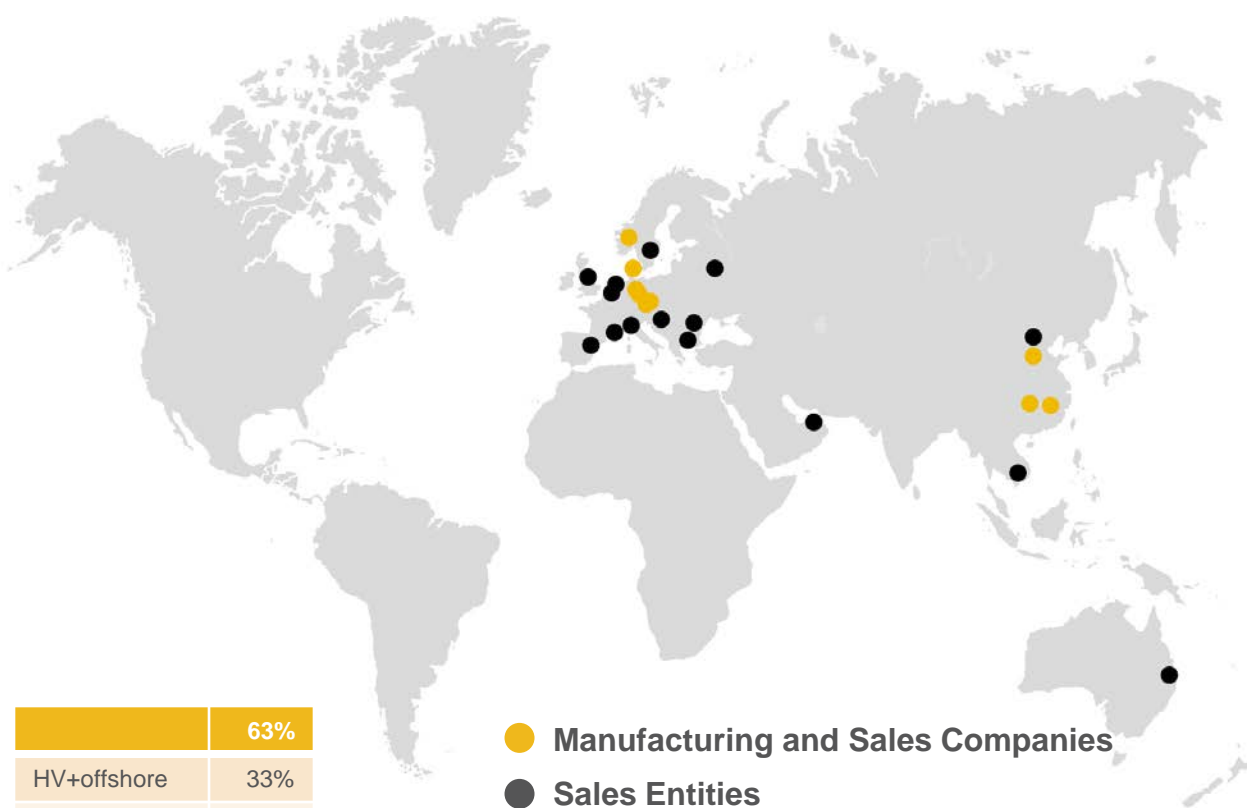 63%
HV+offshore 33%
Manufacturing and Sales Companies
Sales Entities